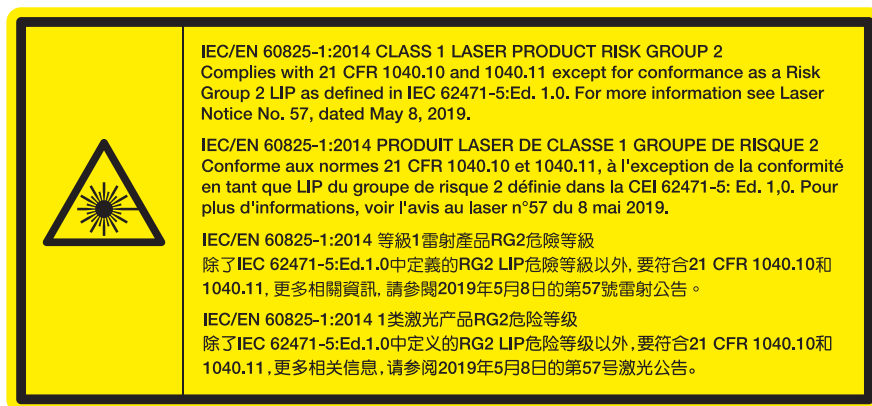 IEC/EN 60825-1:2014 CLASS 1 LASER PRODUCT RISK GROUP 2
Complies with 21 CFR 1040.10 and 1040.11 except for conformance as a Risk
Group 2 LIP as defined in IEC 62471-5:Ed. 1.0. For more information see Laser
Notice No. 57, dated May 8, 2019.
IEC/EN 60825-1:2014 PRODUIT LASER DE CLASSE 1 GROUPE DE RISQUE 2
Conforme aux normes 21 CFR 1040.10 et 1040.11, à l'exception de la conformité
en tant que LIP du groupe de risque 2 définie dans la CEI 62471-5: Ed. 1,0. Pour
plus d'informations, voir l'avis au laser n°57 du 8 mai 2019.
IEC/EN 60825-1:2014 等級1雷射產品RG2危險等級
除了IEC 62471-5:Ed.1.0中定義的RG2 LIP危險等級以外, 要符合21 CFR 1040.10和
1040.11, 更多相關資訊, 請參閱2019年5月8日的第57號雷射公告。
IEC/EN 60825-1:2014 1类激光产品RG2危险等级
除了IEC 62471-5:Ed.1.0中定义的RG2 LIP危险等级以外,要符合21 CFR 1040.10和
1040.11,更多相关信息,请参阅2019年5月8日的第57号激光公告。